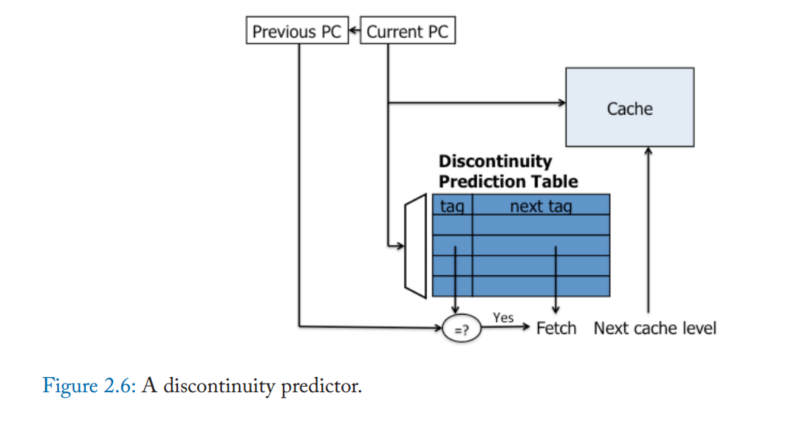 Previous PC
Current PC
Cache
Discontinuity
Prediction Table
tag
next tag
=?
Yes
Fetch
Next cache level
Figure 2.6: A discontinuity predictor.